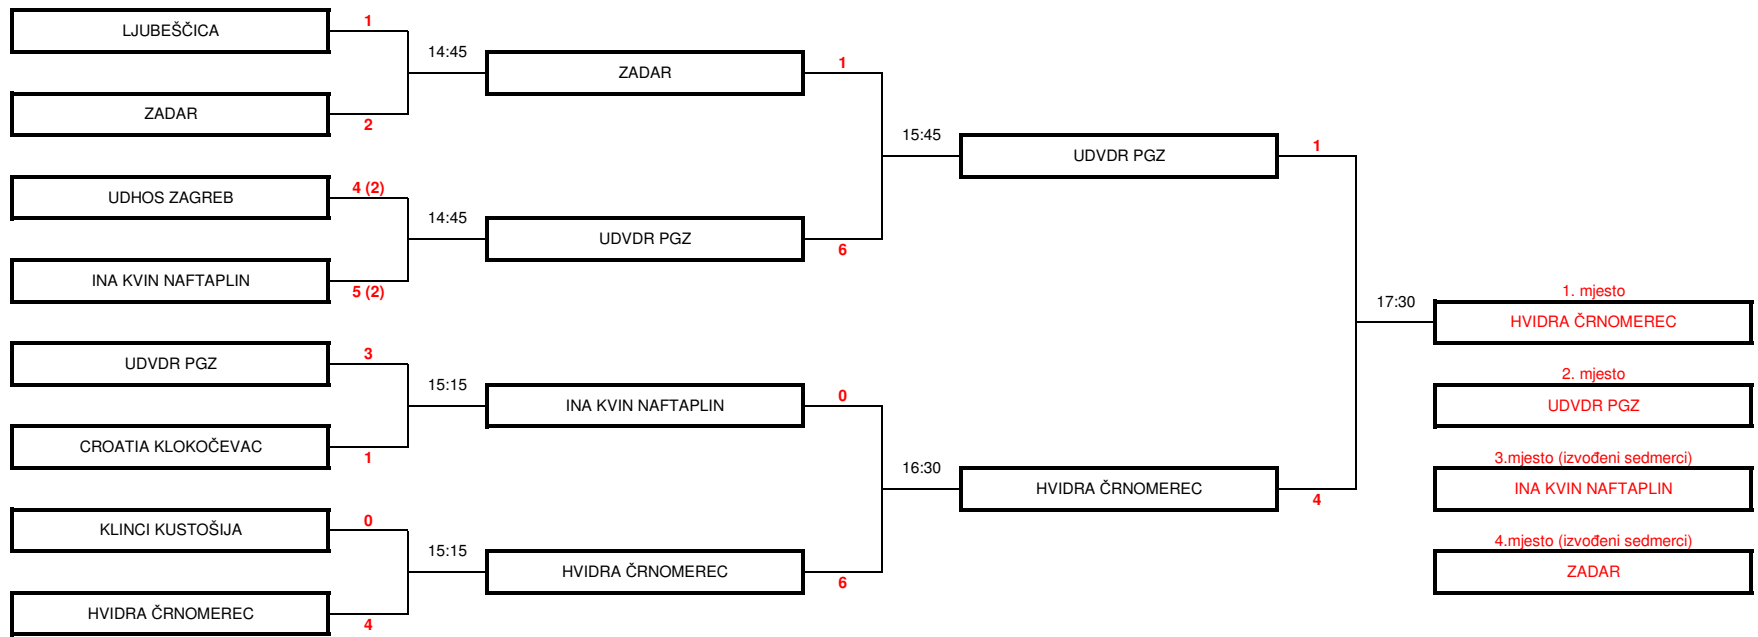 LJUBEŠČICA
1
14:45
ZADAR
1
ZADAR
2
15:45
UDVDR PGZ
1
UDHOS ZAGREB
4 (2)
14:45
UDVDR PGZ
6
INA KVIN NAFTAPLIN
5 (2)
17:30
1. mjesto
HVIDRA ČRNOMEREC
UDVDR PGZ
3
15:15
INA KVIN NAFTAPLIN
0
2. mjesto
UDVDR PGZ
CROATIA KLOKOČEVAC
1
16:30
HVIDRA ČRNOMEREC
4
3.mjesto (izvođeni sedmerci)
INA KVIN NAFTAPLIN
KLINCI KUSTOŠIJA
0
15:15
HVIDRA ČRNOMEREC
6
4.mjesto (izvođeni sedmerci)
ZADAR
HVIDRA ČRNOMEREC
4